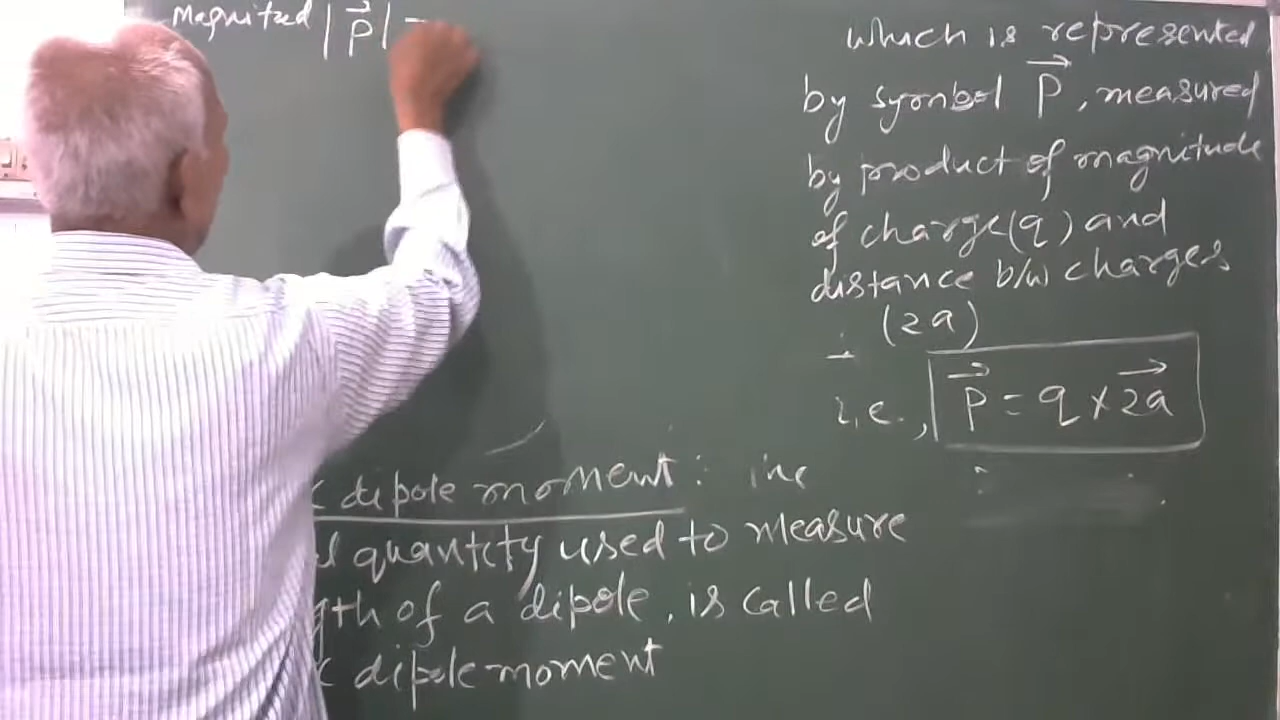 Magnitued |P⃗| =
c dipole moment : The
l quantity used to measure
gth of a dipole, is called
c dipole moment
which is represented
by symbol P⃗, measured
by product of magnitude
of charge(q) and
distance b/w charges
(2a)
i.e., P⃗ = q × 2a⃗